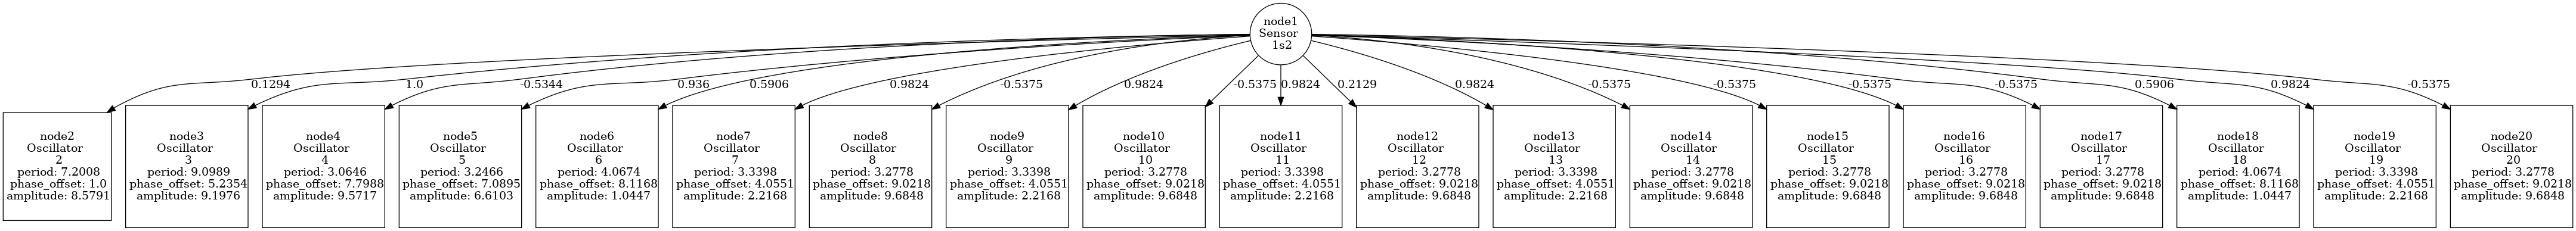 node1
Sensor
1s2
0.1294
1.0
-0.5344
0.936
0.5906
0.9824
-0.5375
0.9824
-0.5375
0.9824
0.2129
0.9824
-0.5375
-0.5375
-0.5375
-0.5375
0.5906
0.9824
-0.5375
node2
Oscillator
2
period: 7.2008
phase_offset: 1.0
amplitude: 8.5791
node3
Oscillator
3
period: 9.0989
phase_offset: 5.2354
amplitude: 9.1976
node4
Oscillator
4
period: 3.0646
phase_offset: 7.7988
amplitude: 9.5717
node5
Oscillator
5
period: 3.2466
phase_offset: 7.0895
amplitude: 6.6103
node6
Oscillator
6
period: 4.0674
phase_offset: 8.1168
amplitude: 1.0447
node7
Oscillator
7
period: 3.3398
phase_offset: 4.0551
amplitude: 2.2168
node8
Oscillator
8
period: 3.2778
phase_offset: 9.0218
amplitude: 9.6848
node9
Oscillator
9
period: 3.3398
phase_offset: 4.0551
amplitude: 2.2168
node10
Oscillator
10
period: 3.2778
phase_offset: 9.0218
amplitude: 9.6848
node11
Oscillator
11
period: 3.3398
phase_offset: 4.0551
amplitude: 2.2168
node12
Oscillator
12
period: 3.2778
phase_offset: 9.0218
amplitude: 9.6848
node13
Oscillator
13
period: 3.3398
phase_offset: 4.0551
amplitude: 2.2168
node14
Oscillator
14
period: 3.2778
phase_offset: 9.0218
amplitude: 9.6848
node15
Oscillator
15
period: 3.2778
phase_offset: 9.0218
amplitude: 9.6848
node16
Oscillator
16
period: 3.2778
phase_offset: 9.0218
amplitude: 9.6848
node17
Oscillator
17
period: 3.2778
phase_offset: 9.0218
amplitude: 9.6848
node18
Oscillator
18
period: 4.0674
phase_offset: 8.1168
amplitude: 1.0447
node19
Oscillator
19
period: 3.3398
phase_offset: 4.0551
amplitude: 2.2168
node20
Oscillator
20
period: 3.2778
phase_offset: 9.0218
amplitude: 9.6848